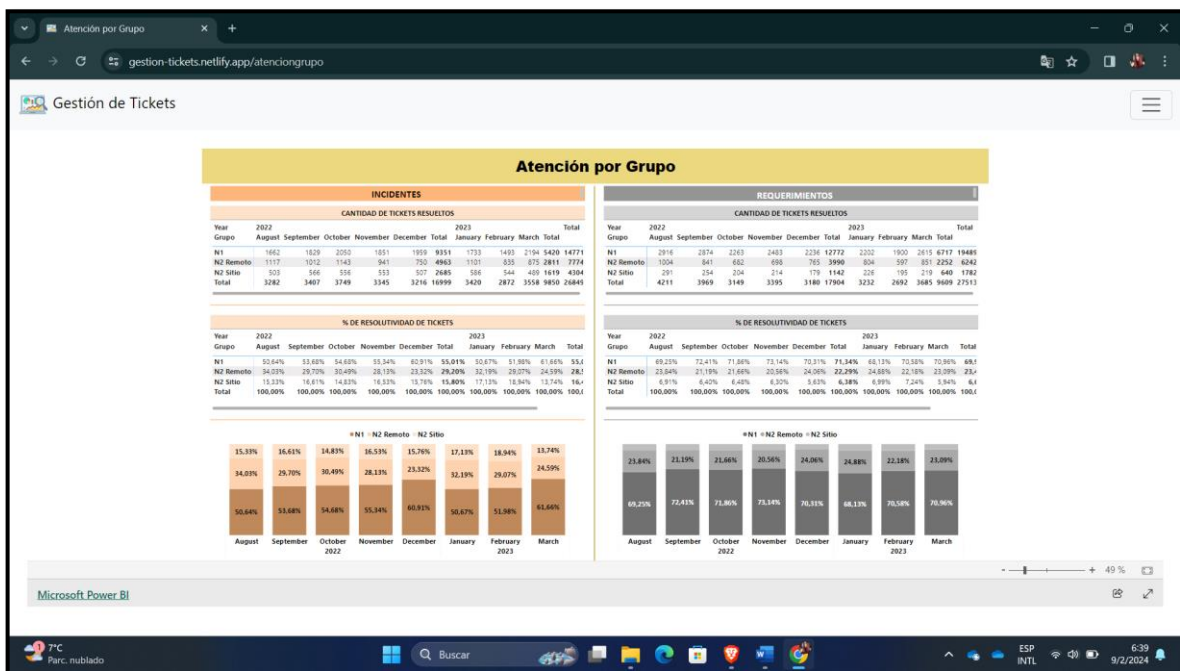 Atención por Grupo
gestion-tickets.netlify.app/atenciongrupo
Gestión de Tickets
Atención por Grupo
INCIDENTES
CANTIDAD DE TICKETS RESUELTOS
Year 2022 2023 Total
Grupo August September October November December Total January February March Total
N1 1662 1829 2050 1851 1959 9351 1733 1493 2194 5420 14771
N2 Remoto 1117 1012 1143 941 750 4963 1101 835 875 2811 7774
N2 Sitio 503 566 556 553 507 2685 586 544 489 1619 4304
Total 3282 3407 3749 3345 3216 16999 3420 2872 3558 9850 26849
% DE RESOLUTIVIDAD DE TICKETS
Year 2022 2023
Grupo August September October November December Total January February March Total
N1 50,64% 53,68% 54,68% 55,34% 60,91% 55,01% 50,67% 51,98% 61,66% 55,
N2 Remoto 34,03% 29,70% 30,49% 28,13% 23,32% 29,20% 32,19% 29,07% 24,59% 28,
N2 Sitio 15,33% 16,61% 14,83% 16,53% 15,76% 15,80% 17,13% 18,94% 13,74% 16,
Total 100,00% 100,00% 100,00% 100,00% 100,00% 100,00% 100,00% 100,00% 100,00% 100,
N1 N2 Remoto N2 Sitio
15.33% 16.61% 14.83% 16.53% 15.76% 17.13% 18.94% 13.74%
34.03% 29.70% 30.49% 28.13% 23.32% 32.19% 29.07% 24.59%
50.64% 53.68% 54.68% 55.34% 60.91% 50.67% 51.98% 61.66%
August September October November December January February March
2022 2023
REQUERIMIENTOS
CANTIDAD DE TICKETS RESUELTOS
Year 2022 2023 Total
Grupo August September October November December Total January February March Total
N1 2916 2874 2263 2483 2236 12772 2202 1900 2615 6717 19489
N2 Remoto 1004 841 682 698 765 3990 804 597 851 2252 6242
N2 Sitio 291 254 204 214 179 1142 226 195 219 640 1782
Total 4211 3969 3149 3395 3180 17904 3232 2692 3685 9609 27513
% DE RESOLUTIVIDAD DE TICKETS
Year 2022 2023
Grupo August September October November December Total January February March Total
N1 69,25% 72,41% 71,86% 73,14% 70,31% 71,34% 68,13% 70,58% 70,96% 69,
N2 Remoto 23,84% 21,19% 21,66% 20,56% 24,06% 22,29% 24,88% 22,18% 23,09% 23,
N2 Sitio 6,91% 6,40% 6,48% 6,30% 5,63% 6,38% 6,99% 7,24% 5,94% 6,
Total 100,00% 100,00% 100,00% 100,00% 100,00% 100,00% 100,00% 100,00% 100,00% 100,
N1 N2 Remoto N2 Sitio
23.84% 21.19% 21.66% 20.56% 24.06% 24.88% 22.18% 23.09%
69.25% 72.41% 71.86% 73.14% 70.31% 68.13% 70.58% 70.96%
August September October November December January February March
2022 2023
- + 49 %
Microsoft Power BI
1
7°C
Parc. nublado
Buscar
ESP
INTL
6:39
9/2/2024